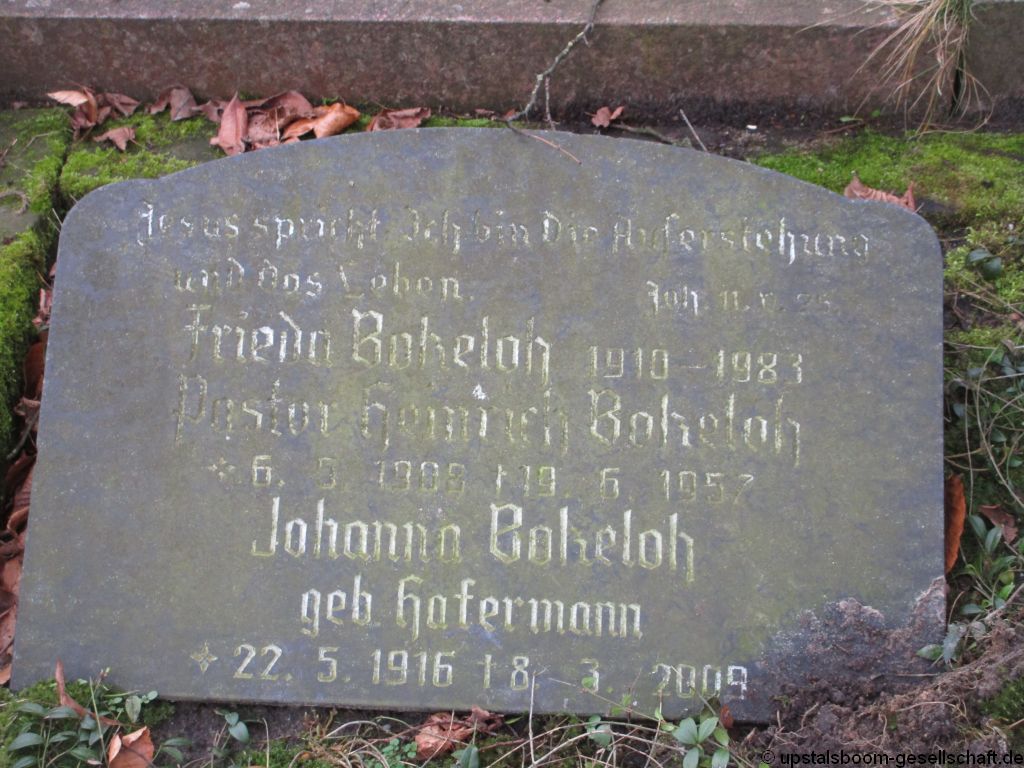 Jesus spricht Ich bin Die Auferstehung
und das Leben. Joh. 11. V. 25
Frieda Bokeloh 1910-1983
Pastor Heinrich Bokeloh
6. 1908 † 19. 6 1957
Johanna Bokeloh
geb Hafermann
22. 5. 1916 † 8. 3. 2009
© upstalsboom-gesellschaft.de